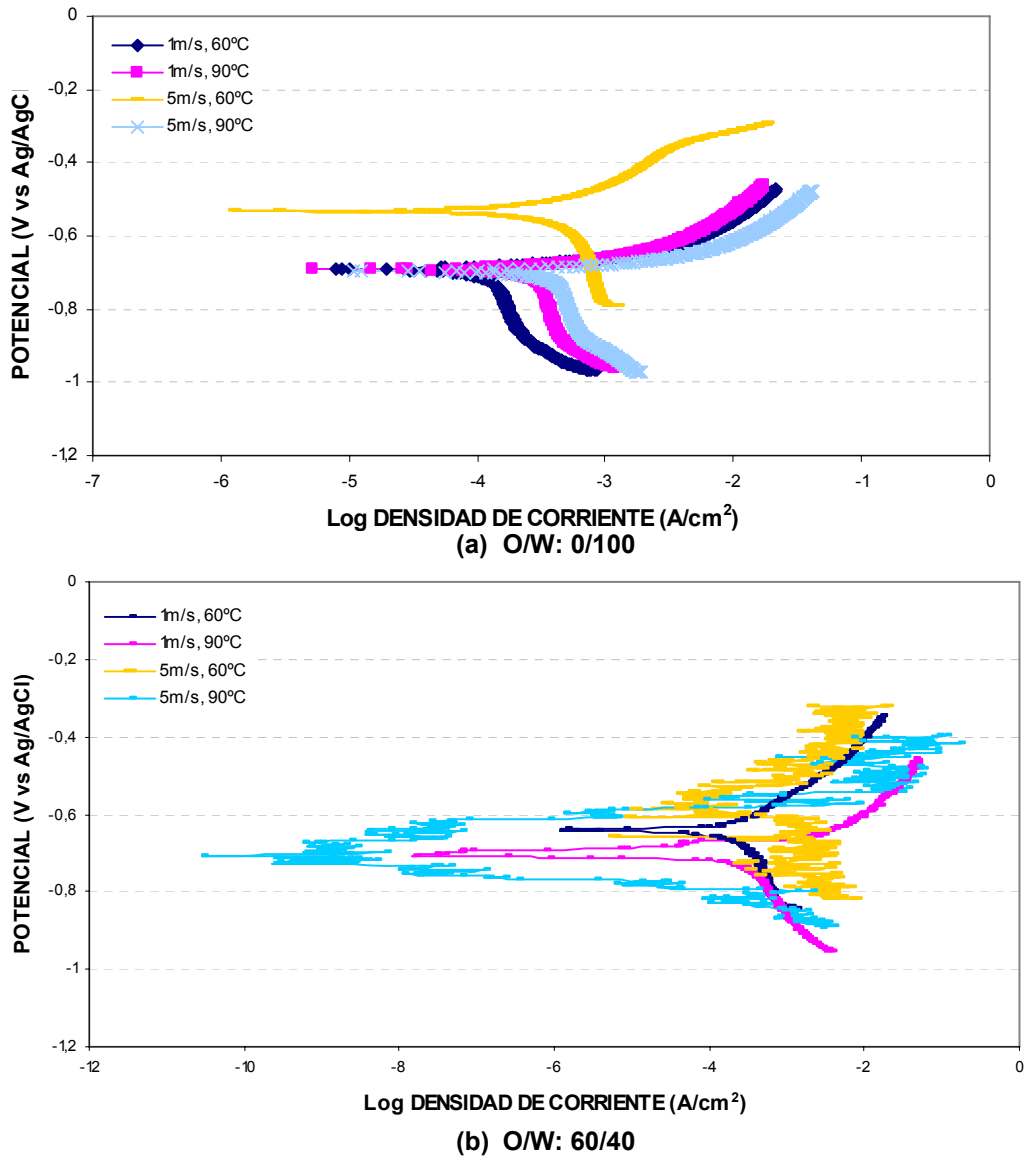 0
-0,2
-0,4
-0,6
-0,8
-1
-1,2
POTENCIAL (V vs Ag/AgC
1m/s, 60ºC
1m/s, 90ºC
5m/s, 60ºC
5m/s, 90ºC
-7 -6 -5 -4 -3 -2 -1 0
Log DENSIDAD DE CORRIENTE (A/cm²)
(a) O/W: 0/100
0
-0,2
-0,4
-0,6
-0,8
-1
-1,2
POTENCIAL (V vs Ag/AgCl)
1m/s, 60ºC
1m/s, 90ºC
5m/s, 60ºC
5m/s, 90ºC
-12 -10 -8 -6 -4 -2 0
Log DENSIDAD DE CORRIENTE (A/cm²)
(b) O/W: 60/40